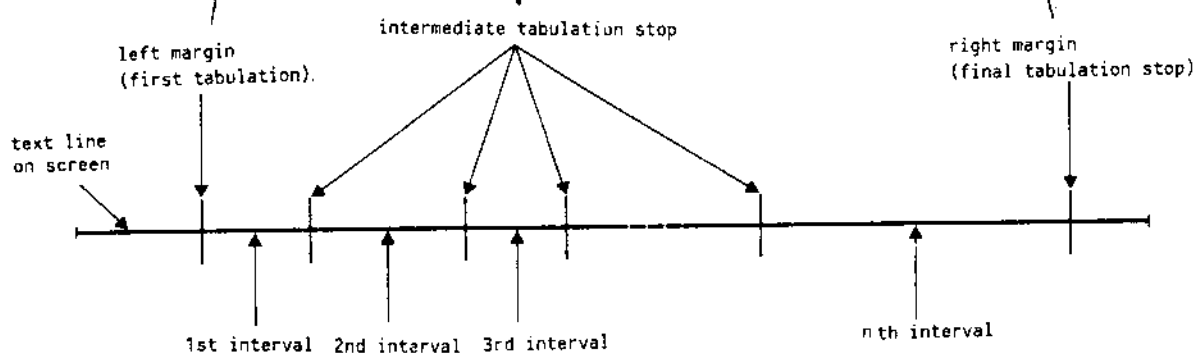 intermediate tabulation stop
left margin
(first tabulation).
right margin
(final tabulation stop)
text line
on screen
1st interval
2nd interval
3rd interval
nth interval